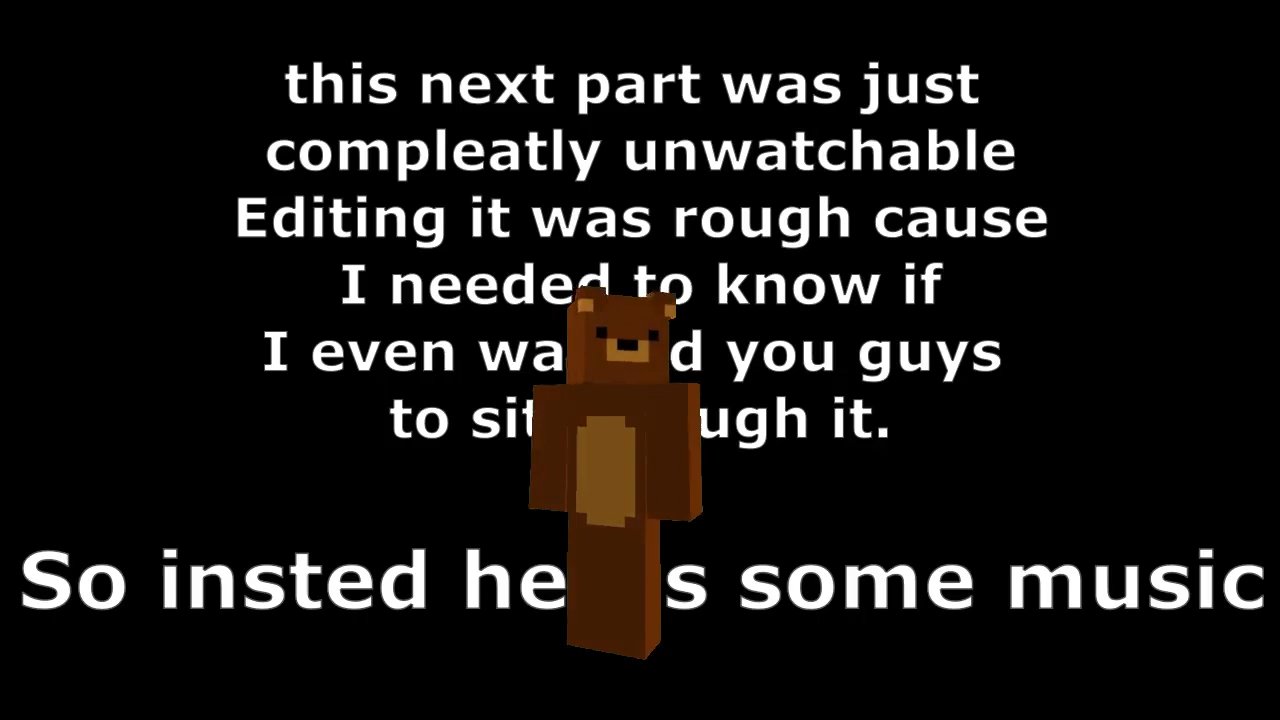 this next part was just
compleatly unwatchable
Editing it was rough cause
I needed to know if
I even you guys
to sit it.
So insted some music